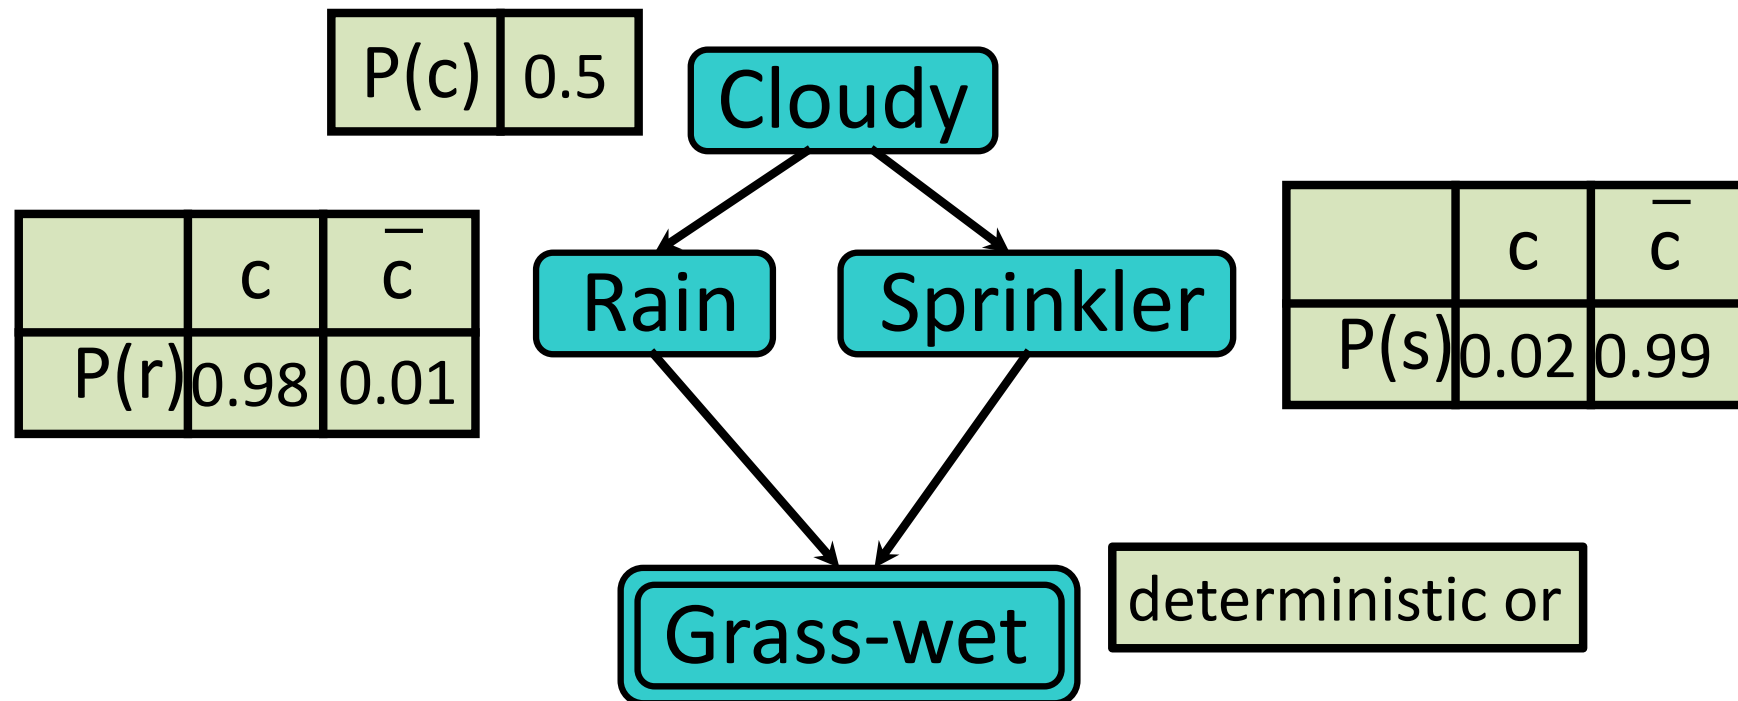 P(c) 0.5
Cloudy
c c̅
P(r) 0.98 0.01
Rain
Sprinkler
c c̅
P(s) 0.02 0.99
Grass-wet
deterministic or